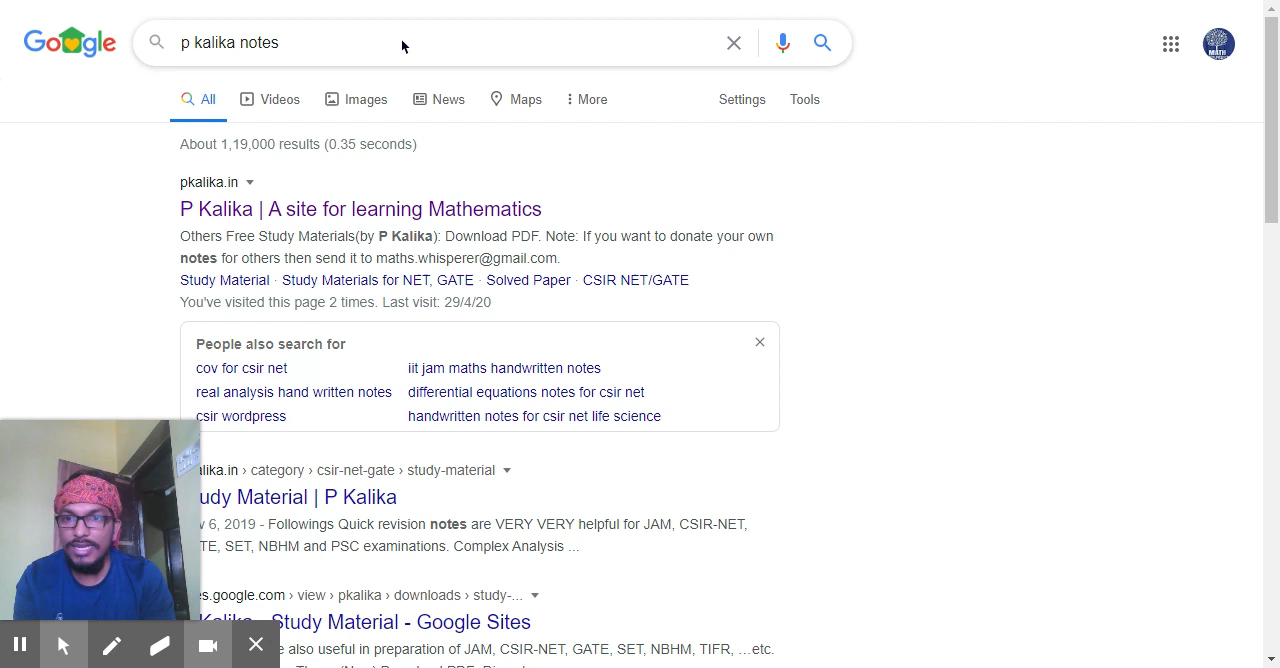 Google
p kalika notes
MATH
All Videos Images News Maps More Settings Tools
About 1,19,000 results (0.35 seconds)
pkalika.in
P Kalika | A site for learning Mathematics
Others Free Study Materials(by P Kalika): Download PDF. Note: If you want to donate your own
notes for others then send it to maths.whisperer@gmail.com.
Study Material · Study Materials for NET, GATE · Solved Paper · CSIR NET/GATE
You've visited this page 2 times. Last visit: 29/4/20
People also search for
cov for csir net
iit jam maths handwritten notes
real analysis hand written notes
differential equations notes for csir net
csir wordpress
handwritten notes for csir net life science
alika.in › category › csir-net-gate › study-material
udy Material | P Kalika
6, 2019 - Followings Quick revision notes are VERY VERY helpful for JAM, CSIR-NET,
TE, SET, NBHM and PSC examinations. Complex Analysis ...
es.google.com › view › pkalika › downloads › study-...
Kalika - Study Material - Google Sites
e also useful in preparation of JAM, CSIR-NET, GATE, SET, NBHM, TIFR, ...etc.